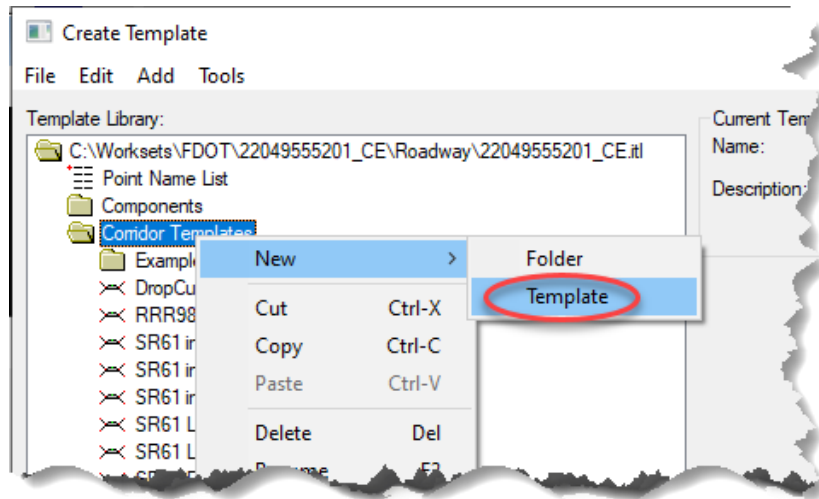 Create Template
File Edit Add Tools
Template Library:
C:\Worksets\FDOT\22049555201_CE\Roadway\22049555201_CE.itl
Point Name List
Components
Corridor Templates
New >
Cut Ctrl-X
Copy Ctrl-C
Paste Ctrl-V
Delete Del
Folder
Template
SR61
SR61
SR61
SR61 L
SR61 L
Current
Name:
Description: